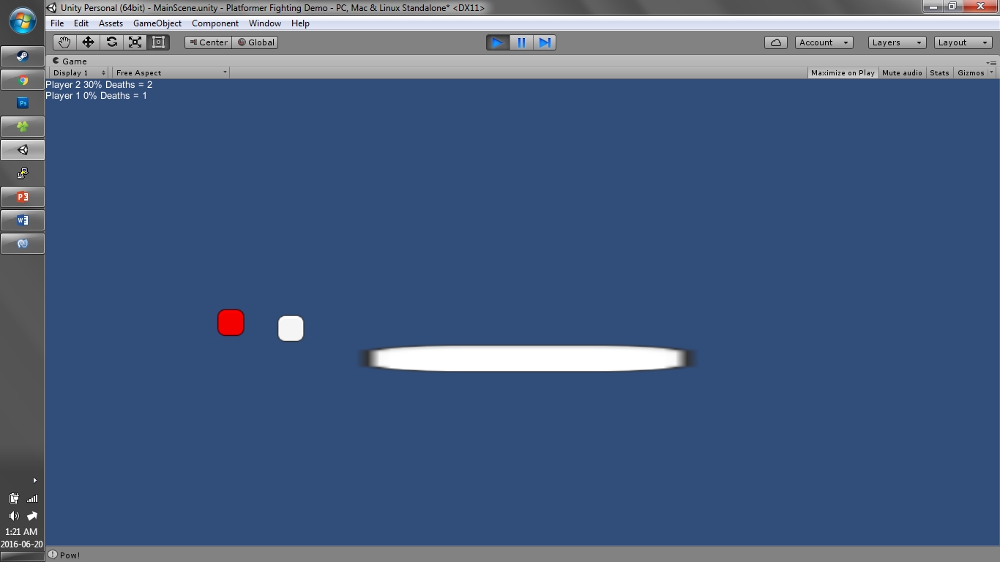 Unity Personal (64bit) - MainScene.unity - Platformer Fighting Demo - PC, Mac & Linux Standalone* <DX11>
File Edit Assets GameObject Component Window Help
Center Global Account Layers Layout
Game
Display 1 Free Aspect Maximize on Play Mute audio Stats Gizmos
Player 2 30% Deaths = 2
Player 1 0% Deaths = 1
Ps
P
W
1:21 AM
2016-06-20
Pow!